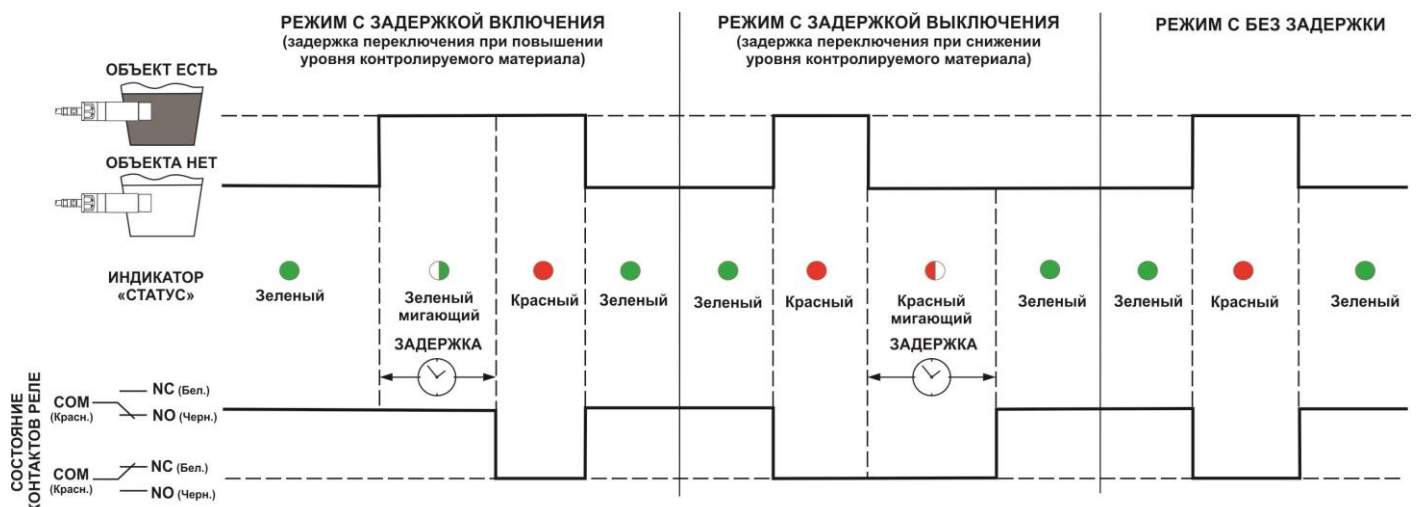 РЕЖИМ С ЗАДЕРЖКОЙ ВКЛЮЧЕНИЯ
(задержка переключения при повышении
уровня контролируемого материала)
РЕЖИМ С ЗАДЕРЖКОЙ ВЫКЛЮЧЕНИЯ
(задержка переключения при снижении
уровня контролируемого материала)
РЕЖИМ С БЕЗ ЗАДЕРЖКИ
ОБЪЕКТ ЕСТЬ
ОБЪЕКТА НЕТ
ИНДИКАТОР
«СТАТУС»
Зеленый
Зеленый
мигающий
Красный
Зеленый
Зеленый
Красный
Красный
мигающий
Зеленый
Зеленый
Красный
Зеленый
ЗАДЕРЖКА
ЗАДЕРЖКА
СОСТОЯНИЕ
КОНТАКТОВ РЕЛЕ
COM
(Красн.)
NC (Бел.)
NO (Черн.)
COM
(Красн.)
NC (Бел.)
NO (Черн.)